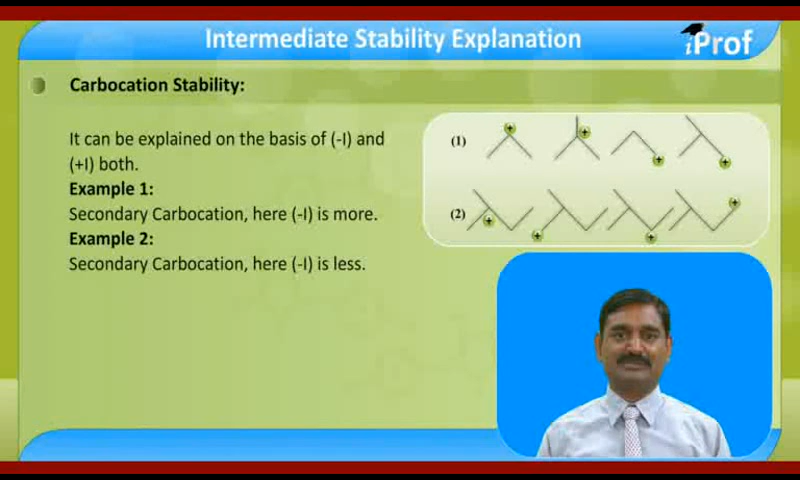 Intermediate Stability Explanation
iProf
Carbocation Stability:
It can be explained on the basis of (-I) and
(+I) both.
Example 1:
Secondary Carbocation, here (-I) is more.
Example 2:
Secondary Carbocation, here (-I) is less.
(1) + + + +
(2) + + + +